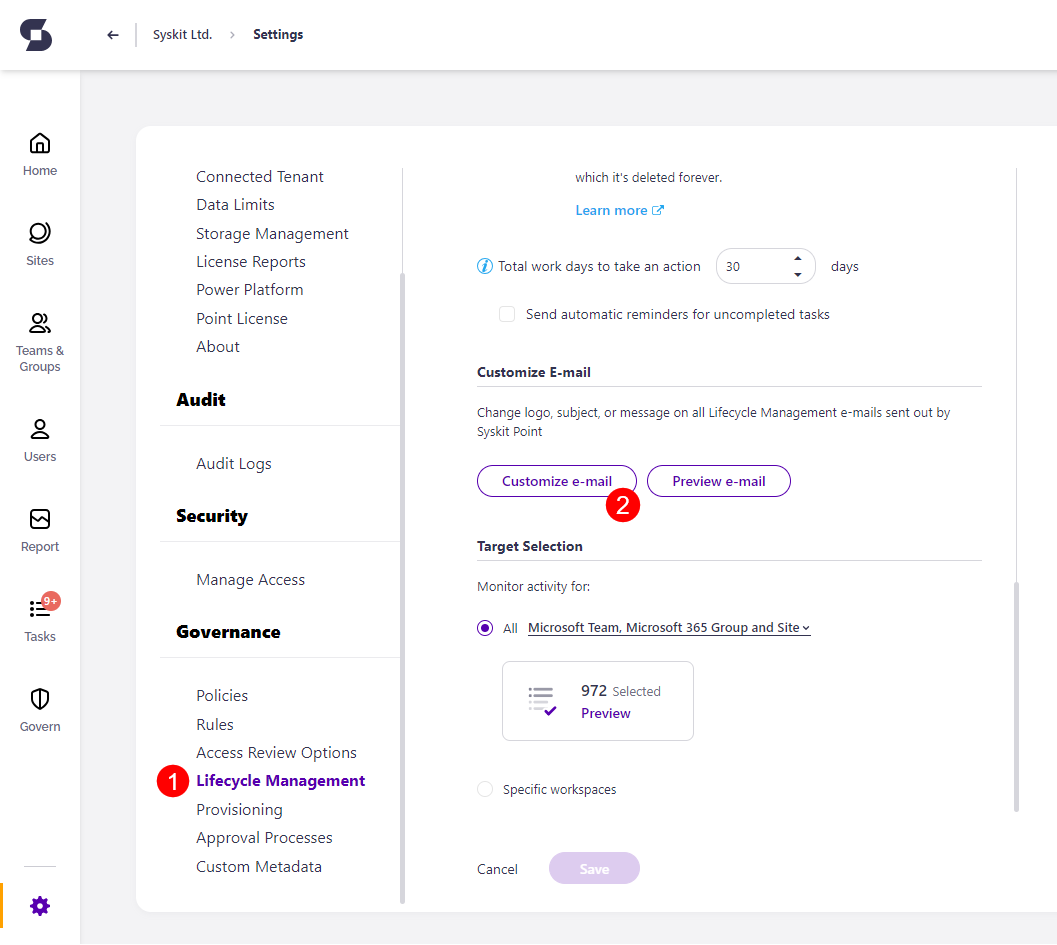 Syskit Ltd. > Settings
Home
Sites
Teams &
Groups
Users
Report
9+
Tasks
Govern
Connected Tenant
Data Limits
Storage Management
License Reports
Power Platform
Point License
About
Audit
Audit Logs
Security
Manage Access
Governance
Policies
Rules
Access Review Options
1 Lifecycle Management
Provisioning
Approval Processes
Custom Metadata
which it's deleted forever.
Learn more
Total work days to take an action 30 days
Send automatic reminders for uncompleted tasks
Customize E-mail
Change logo, subject, or message on all Lifecycle Management e-mails sent out by
Syskit Point
Customize e-mail Preview e-mail
2
Target Selection
Monitor activity for:
All Microsoft Team, Microsoft 365 Group and Site
972 Selected
Preview
Specific workspaces
Cancel Save